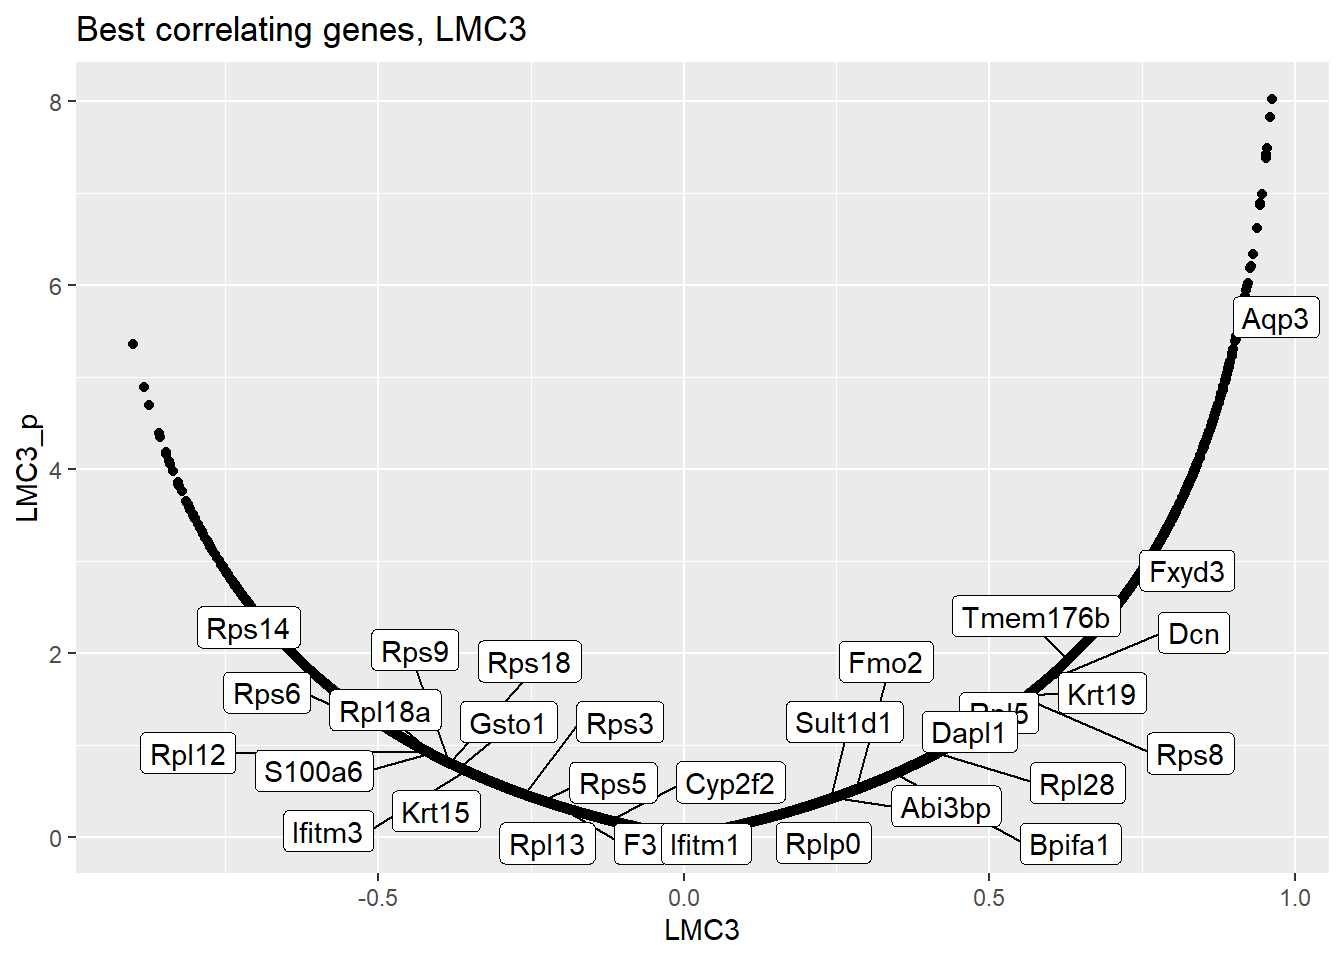 Best correlating genes, LMC3
8
6
Aqp3
LMC3_p
4
Fxyd3
Tmem176b
Rps14
Dcn
2
Rps9
Rps18
Fmo2
Rps6
Krt19
Rpl18a
Rpl5
Gsto1
Rps3
Sult1d1
Dapl1
Rpl12
Rps8
S100a6
Rps5
Cyp2f2
Rpl28
Krt15
Abi3bp
Ifitm3
0
Rpl13
F3
Ifitm1
Rplp0
Bpifa1
-0.5
0.0
0.5
1.0
LMC3